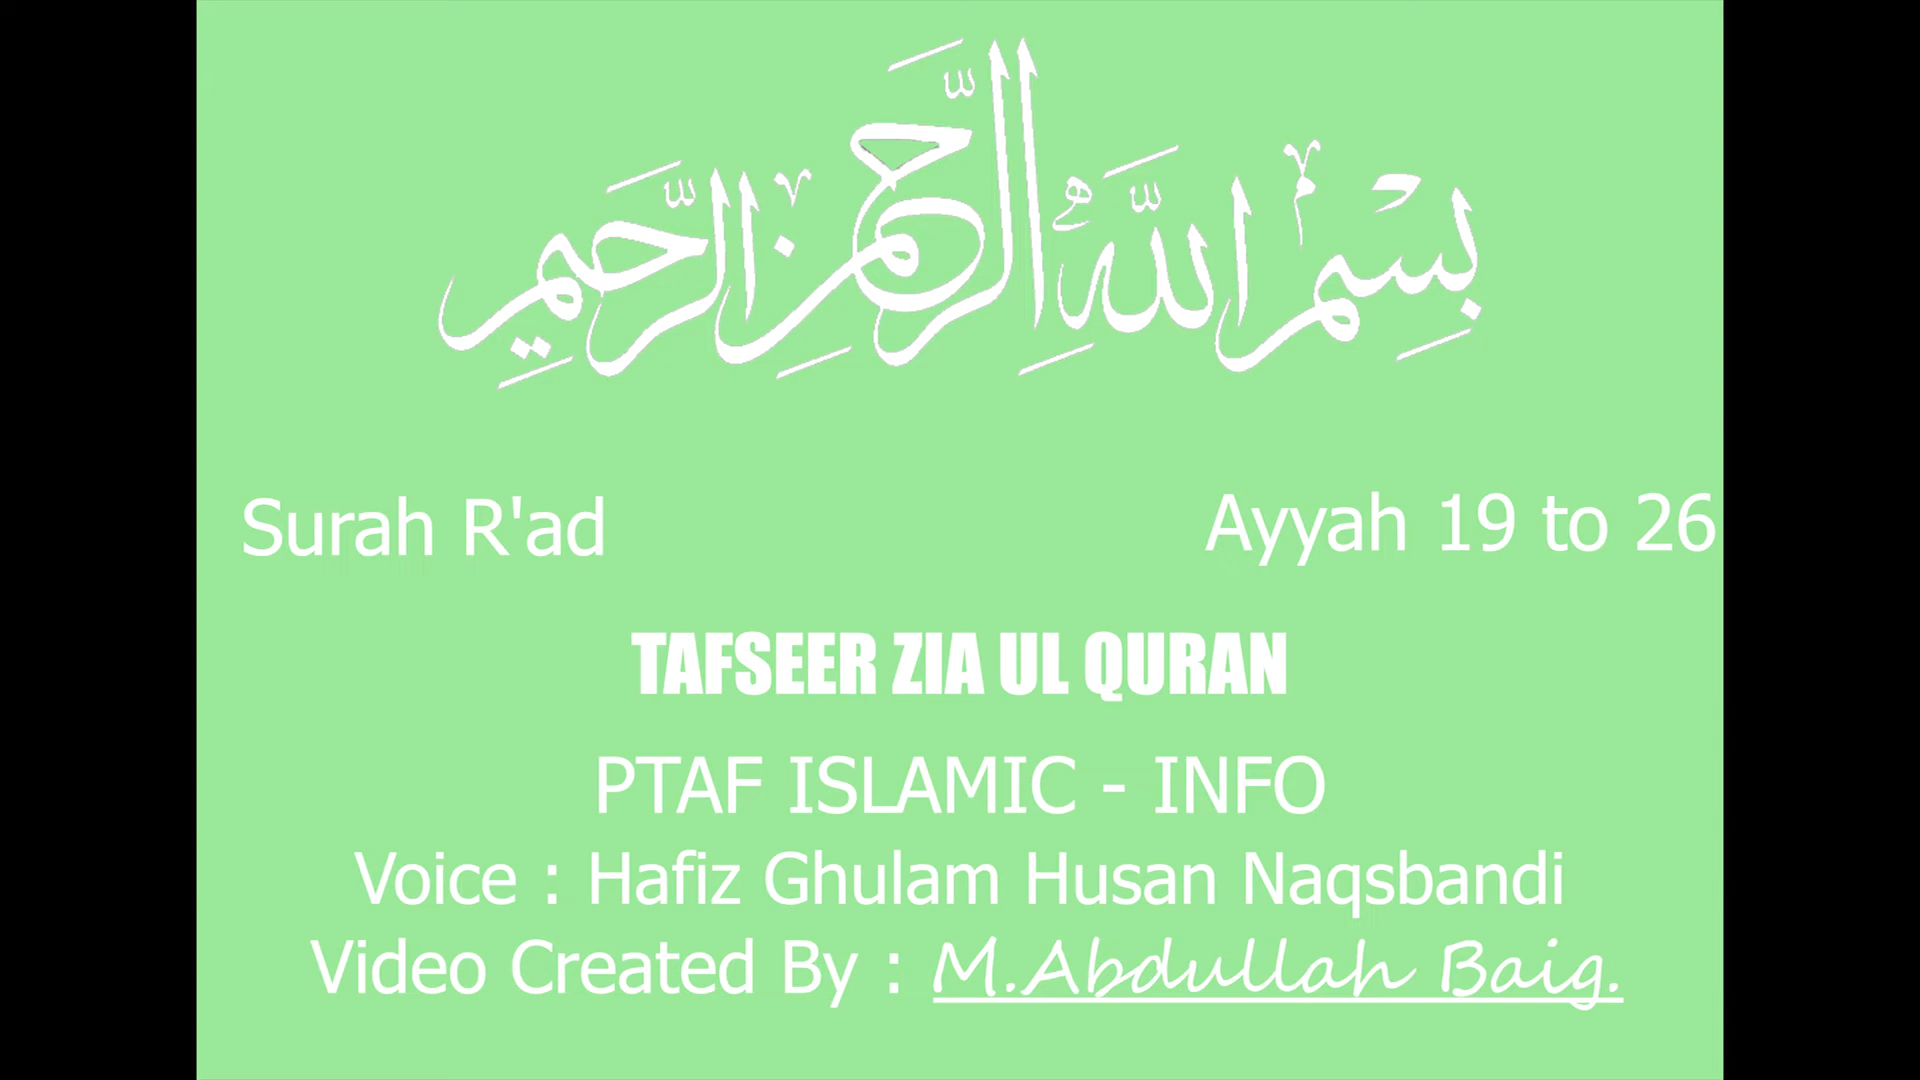 بِسْمِ اللَّهِ الرَّحْمٰنِ الرَّحِيمِ
Surah R'ad Ayyah 19 to 26
TAFSEER ZIA UL QURAN
PTAF ISLAMIC - INFO
Voice : Hafiz Ghulam Husan Naqsbandi
Video Created By : M.Abdullah Baig.